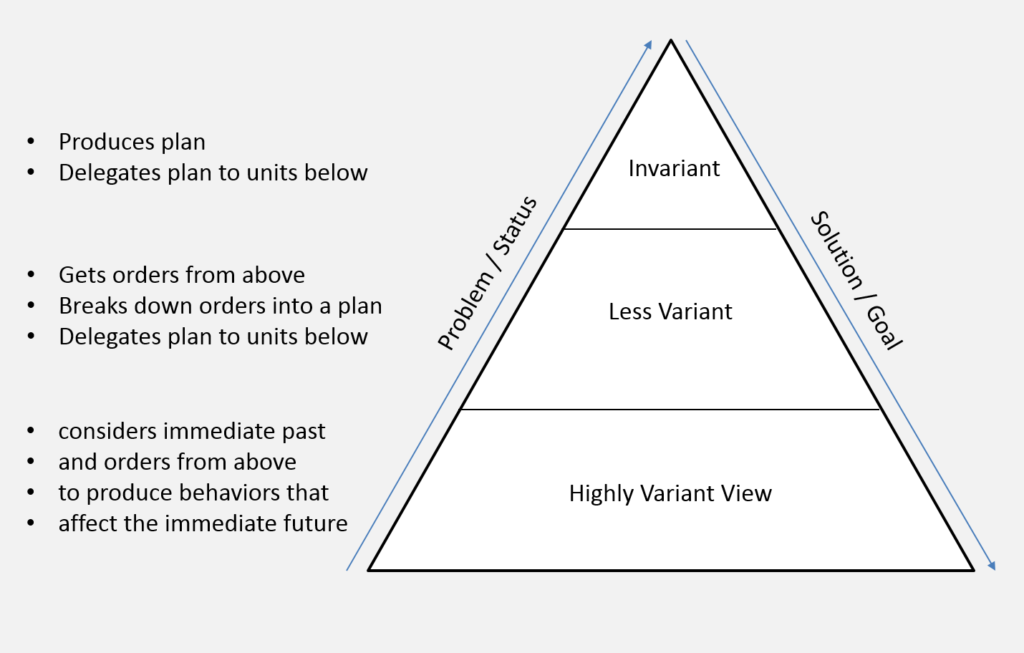 • Produces plan
• Delegates plan to units below
Invariant
Problem / Status
Solution / Goal
• Gets orders from above
• Breaks down orders into a plan
• Delegates plan to units below
Less Variant
• considers immediate past
• and orders from above
• to produce behaviors that
• affect the immediate future
Highly Variant View